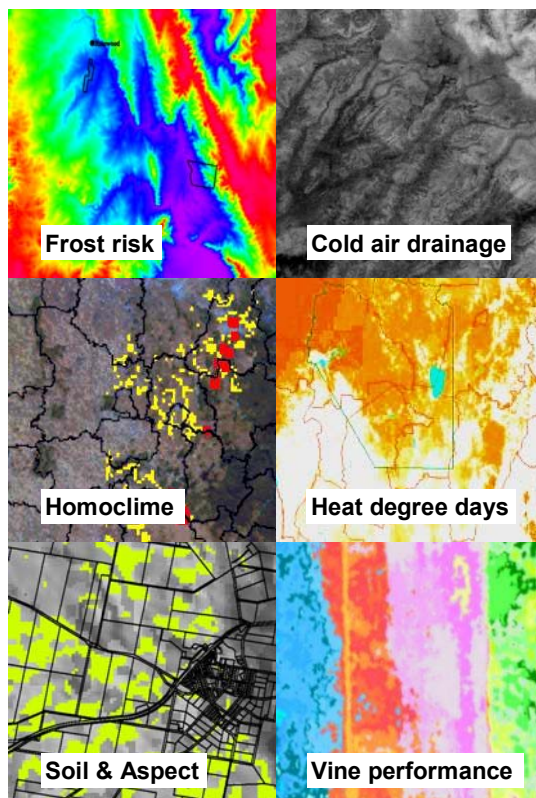 Frost risk
Cold air drainage
Homoclime
Heat degree days
Soil & Aspect
Vine performance